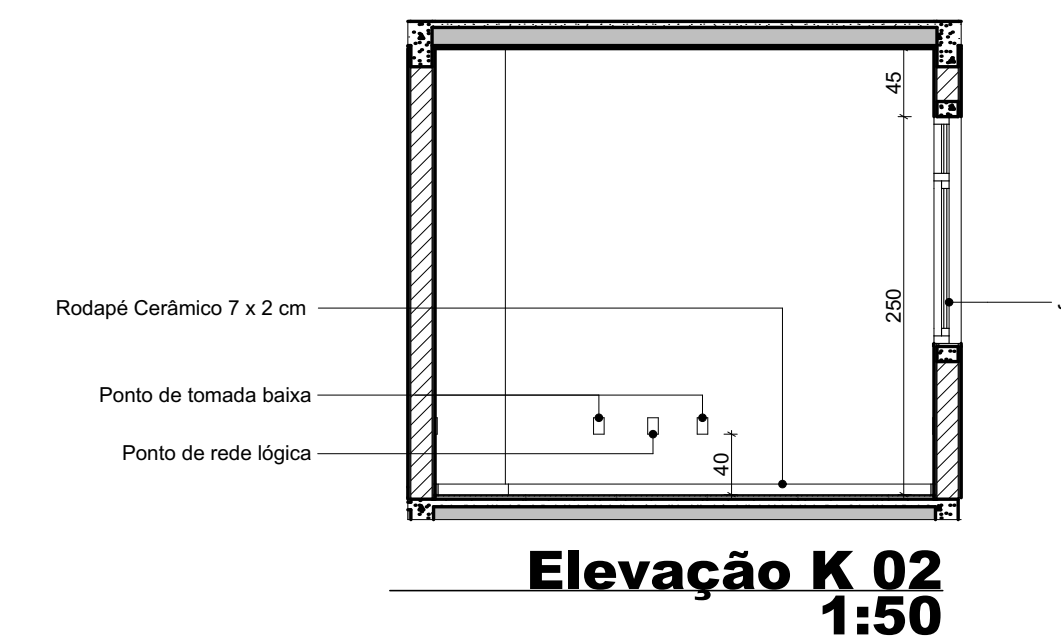 45
250
Rodapé Cerâmico 7 x 2 cm
Ponto de tomada baixa
Ponto de rede lógica
40
Elevação K 02
1:50